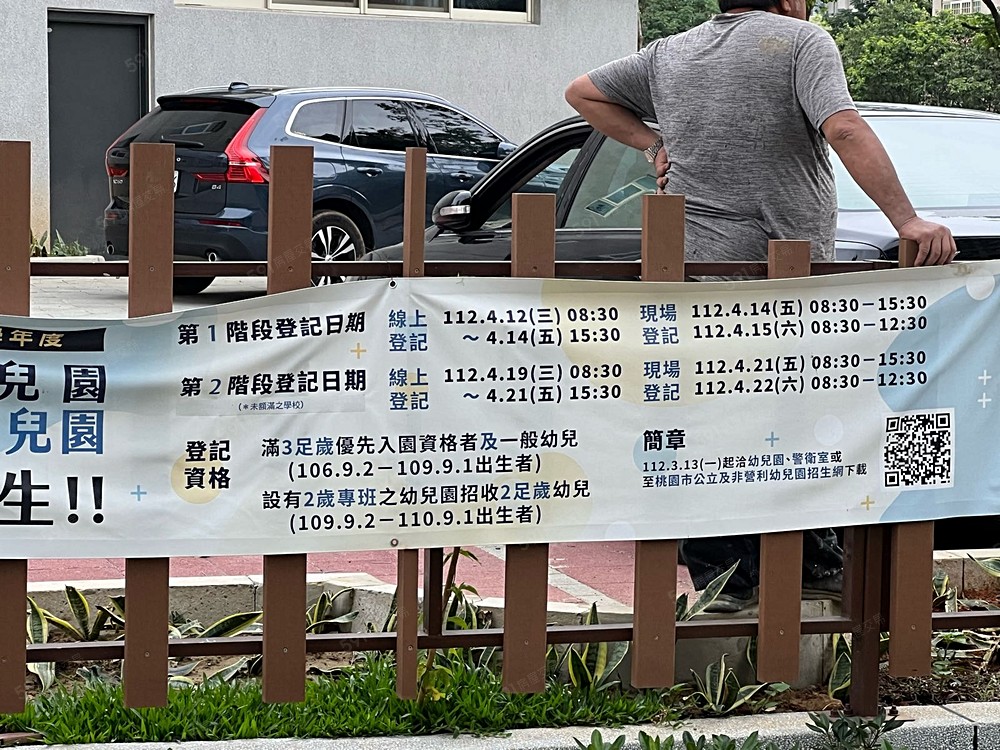 年度
兒園
兒園
生!!
第1階段登記日期
線上登記
112.4.12(三) 08:30
～ 4.14(五) 15:30
現場登記
112.4.14(五) 08:30－15:30
112.4.15(六) 08:30－12:30
第2階段登記日期
(＊未額滿之學校)
線上登記
112.4.19(三) 08:30
～ 4.21(五) 15:30
現場登記
112.4.21(五) 08:30－15:30
112.4.22(六) 08:30－12:30
登記資格
滿3足歲優先入園資格者及一般幼兒
(106.9.2－109.9.1出生者)
設有2歲專班之幼兒園招收2足歲幼兒
(109.9.2－110.9.1出生者)
簡章
112.3.13(一)起洽幼兒園、警衛室或
至桃園市公立及非營利幼兒園招生網下載
B4